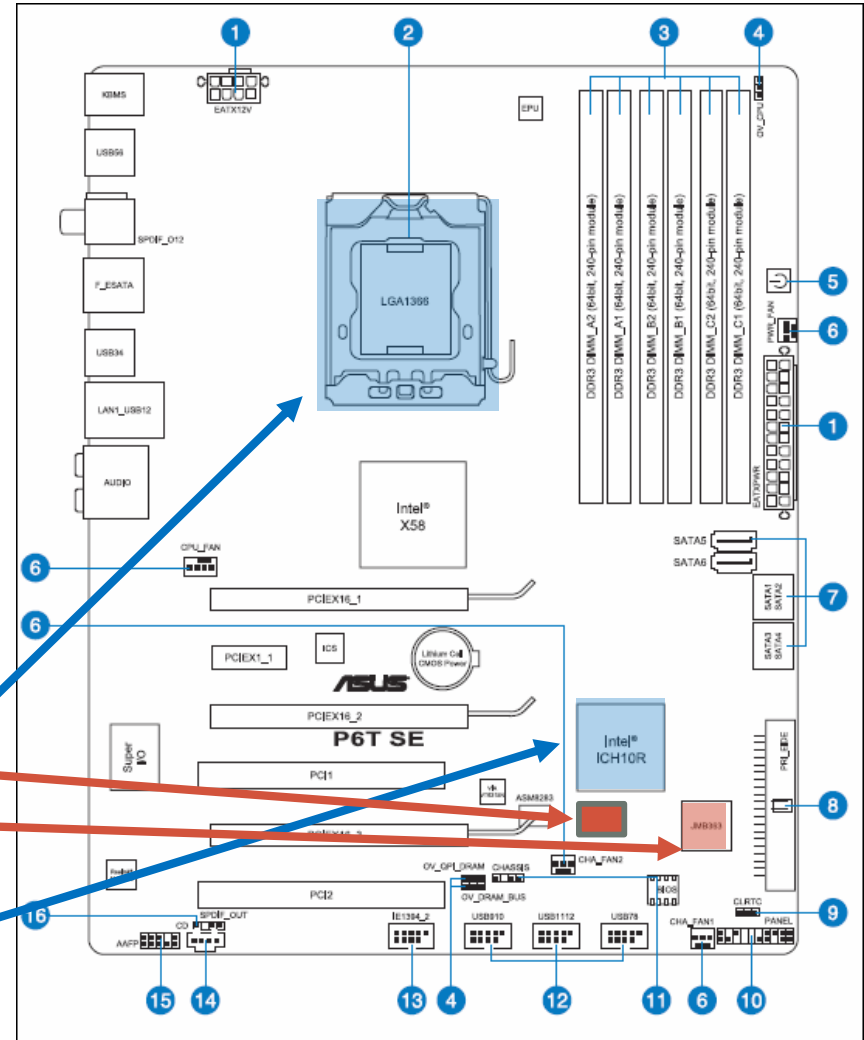 1
2
3
4
KBMS
EATX12V
EPU
OV_CPU
USB56
SPDIF_O12
F_ESATA
USB34
LAN1_USB12
AUDIO
LGA1366
DDR3 DIMM_A2 (64bit, 240-pin module)
DDR3 DIMM_A1 (64bit, 240-pin module)
DDR3 DIMM_B2 (64bit, 240-pin module)
DDR3 DIMM_B1 (64bit, 240-pin module)
DDR3 DIMM_C2 (64bit, 240-pin module)
DDR3 DIMM_C1 (64bit, 240-pin module)
5
PWR_FAN
6
1
EATXPWR
Intel®
X58
CPU_FAN
6
SATA5
SATA6
SATA1
SATA2
7
SATA3
SATA4
PCIEX16_1
6
PCIEX1_1
ICS
Lithium Cell
CMOS Power
ASUS
PCIEX16_2
P6T SE
Super
I/O
Intel®
ICH10R
PRI_EIDE
PCI1
ASM8283
8
JMB363
PCIEX16_3
CHA_FAN2
OV_QPI_DRAM
CHASSIS
OV_DRAM_BUS
PCI2
BIOS
CLRTC
9
16
SPDIF_OUT
CD
AAFP
IE1394_2
USB910
USB1112
USB78
CHA_FAN1
PANEL
15
14
13
4
12
11
6
10